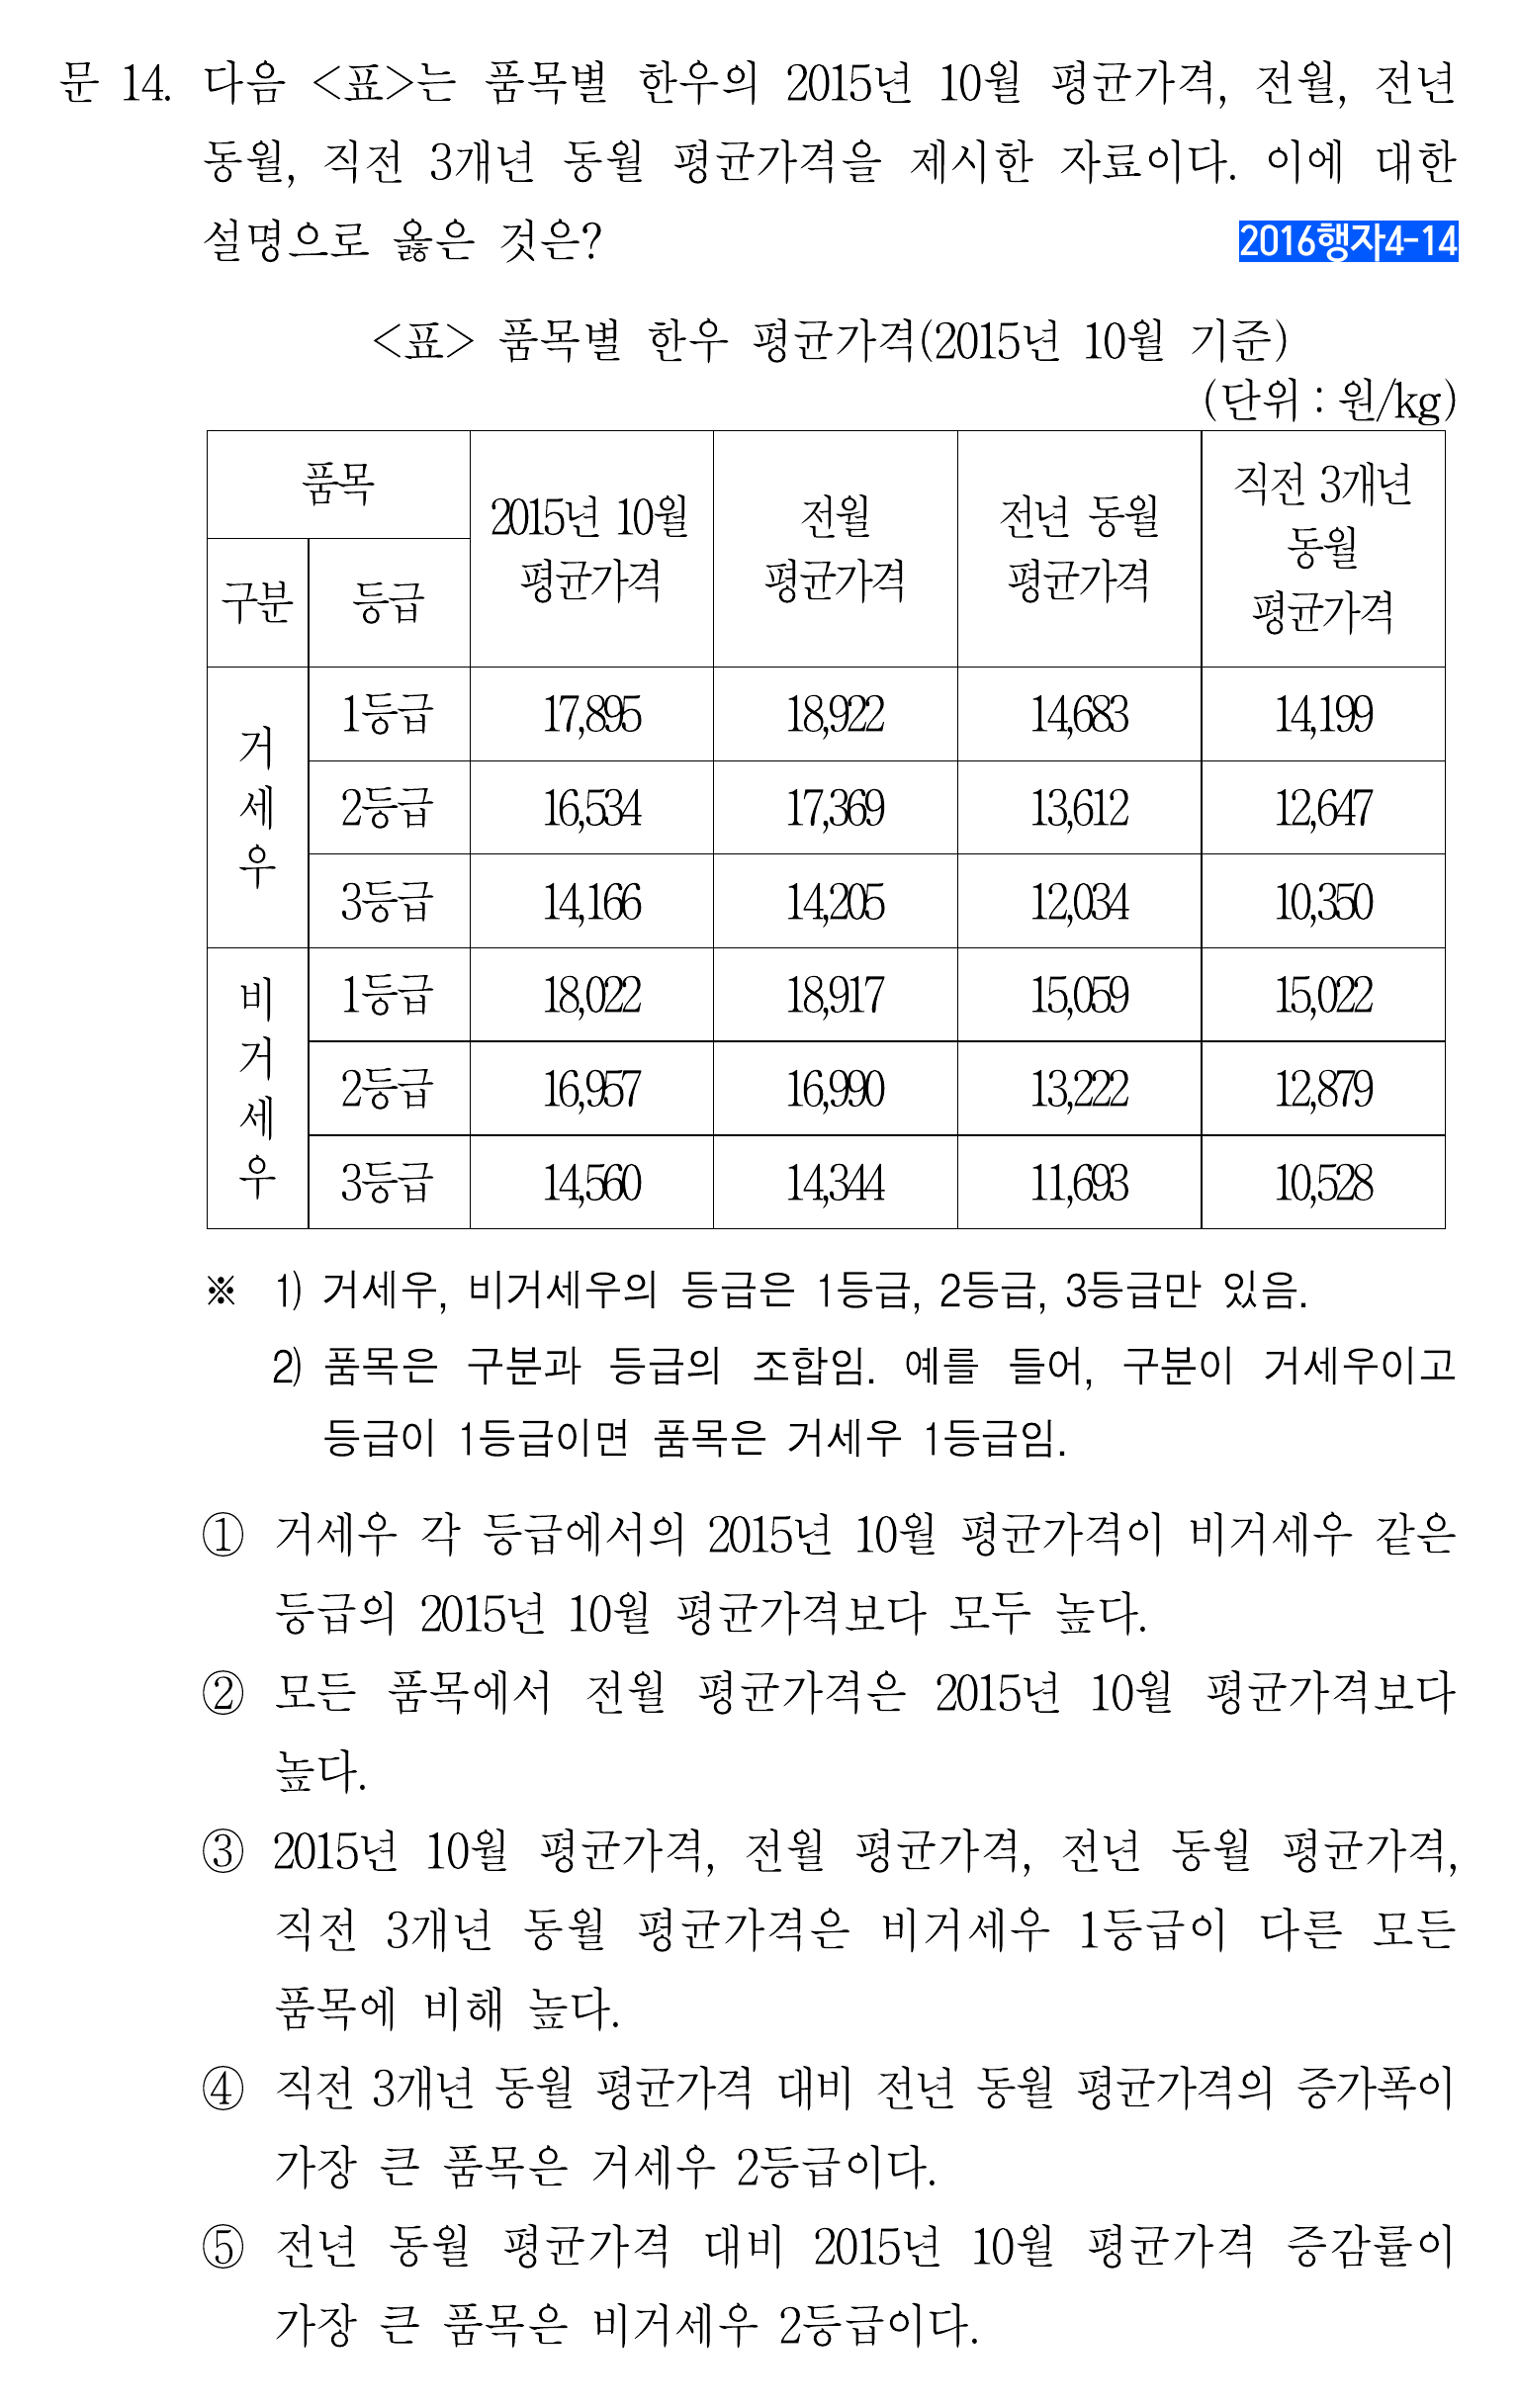 문 14. 다음 <표>는 품목별 한우의 2015년 10월 평균가격, 전월, 전년
동월, 직전 3개년 동월 평균가격을 제시한 자료이다. 이에 대한
설명으로 옳은 것은?
2016행자4-14
<표> 품목별 한우 평균가격(2015년 10월 기준)
(단위 : 원/kg)
품목
구분 등급
2015년 10월
평균가격
전월
평균가격
전년 동월
평균가격
직전 3개년
동월
평균가격
거세우
1등급 17,895 18,922 14,683 14,199
2등급 16,534 17,369 13,612 12,647
3등급 14,166 14,205 12,034 10,350
비거세우
1등급 18,022 18,917 15,059 15,022
2등급 16,957 16,990 13,222 12,879
3등급 14,560 14,344 11,693 10,528
※ 1) 거세우, 비거세우의 등급은 1등급, 2등급, 3등급만 있음.
2) 품목은 구분과 등급의 조합임. 예를 들어, 구분이 거세우이고
등급이 1등급이면 품목은 거세우 1등급임.
① 거세우 각 등급에서의 2015년 10월 평균가격이 비거세우 같은
등급의 2015년 10월 평균가격보다 모두 높다.
② 모든 품목에서 전월 평균가격은 2015년 10월 평균가격보다
높다.
③ 2015년 10월 평균가격, 전월 평균가격, 전년 동월 평균가격,
직전 3개년 동월 평균가격은 비거세우 1등급이 다른 모든
품목에 비해 높다.
④ 직전 3개년 동월 평균가격 대비 전년 동월 평균가격의 증가폭이
가장 큰 품목은 거세우 2등급이다.
⑤ 전년 동월 평균가격 대비 2015년 10월 평균가격 증감률이
가장 큰 품목은 비거세우 2등급이다.